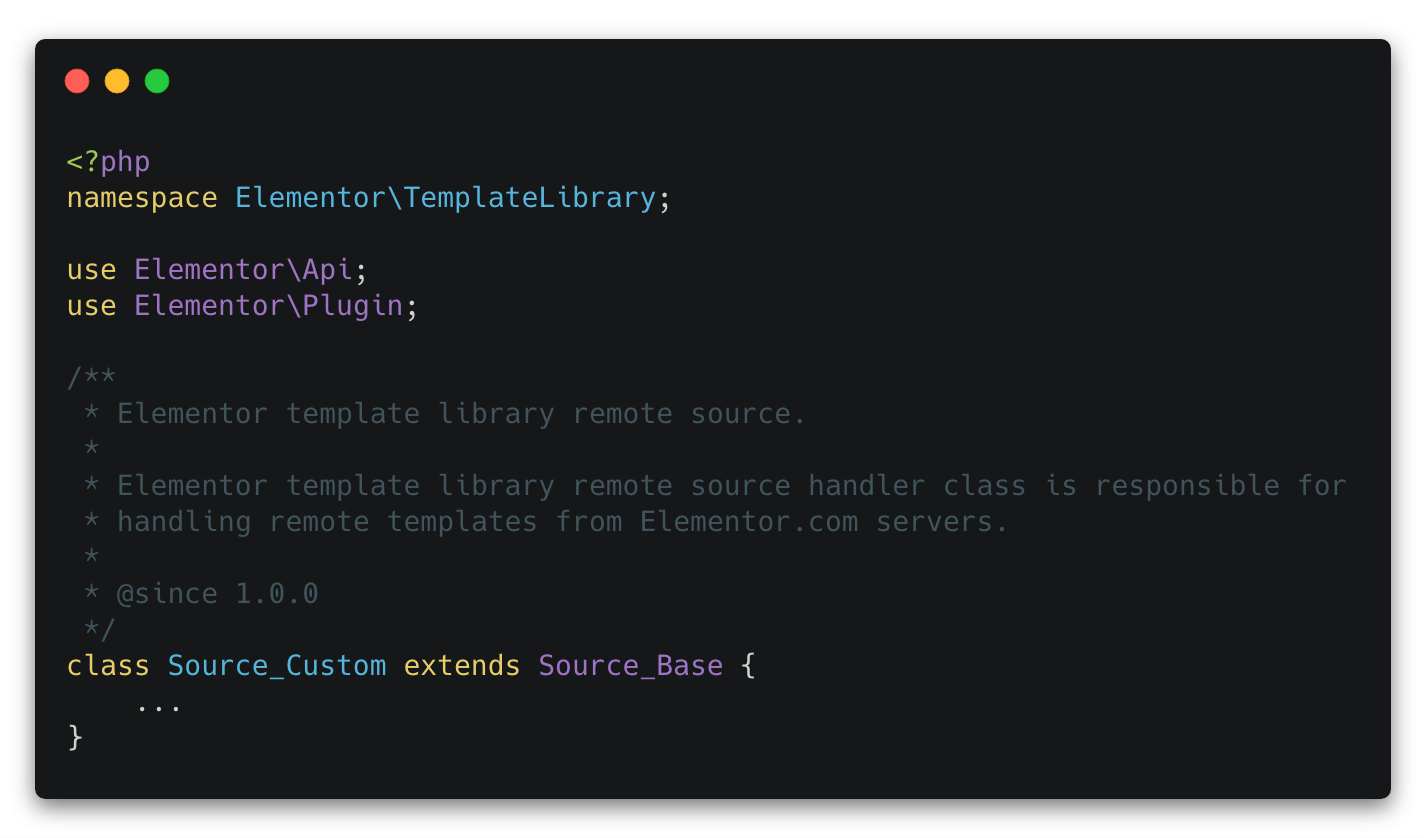 <?php
namespace Elementor\TemplateLibrary;

use Elementor\Api;
use Elementor\Plugin;

/**
 * Elementor template library remote source.
 *
 * Elementor template library remote source handler class is responsible for
 * handling remote templates from Elementor.com servers.
 *
 * @since 1.0.0
 */
class Source_Custom extends Source_Base {
    ...
}